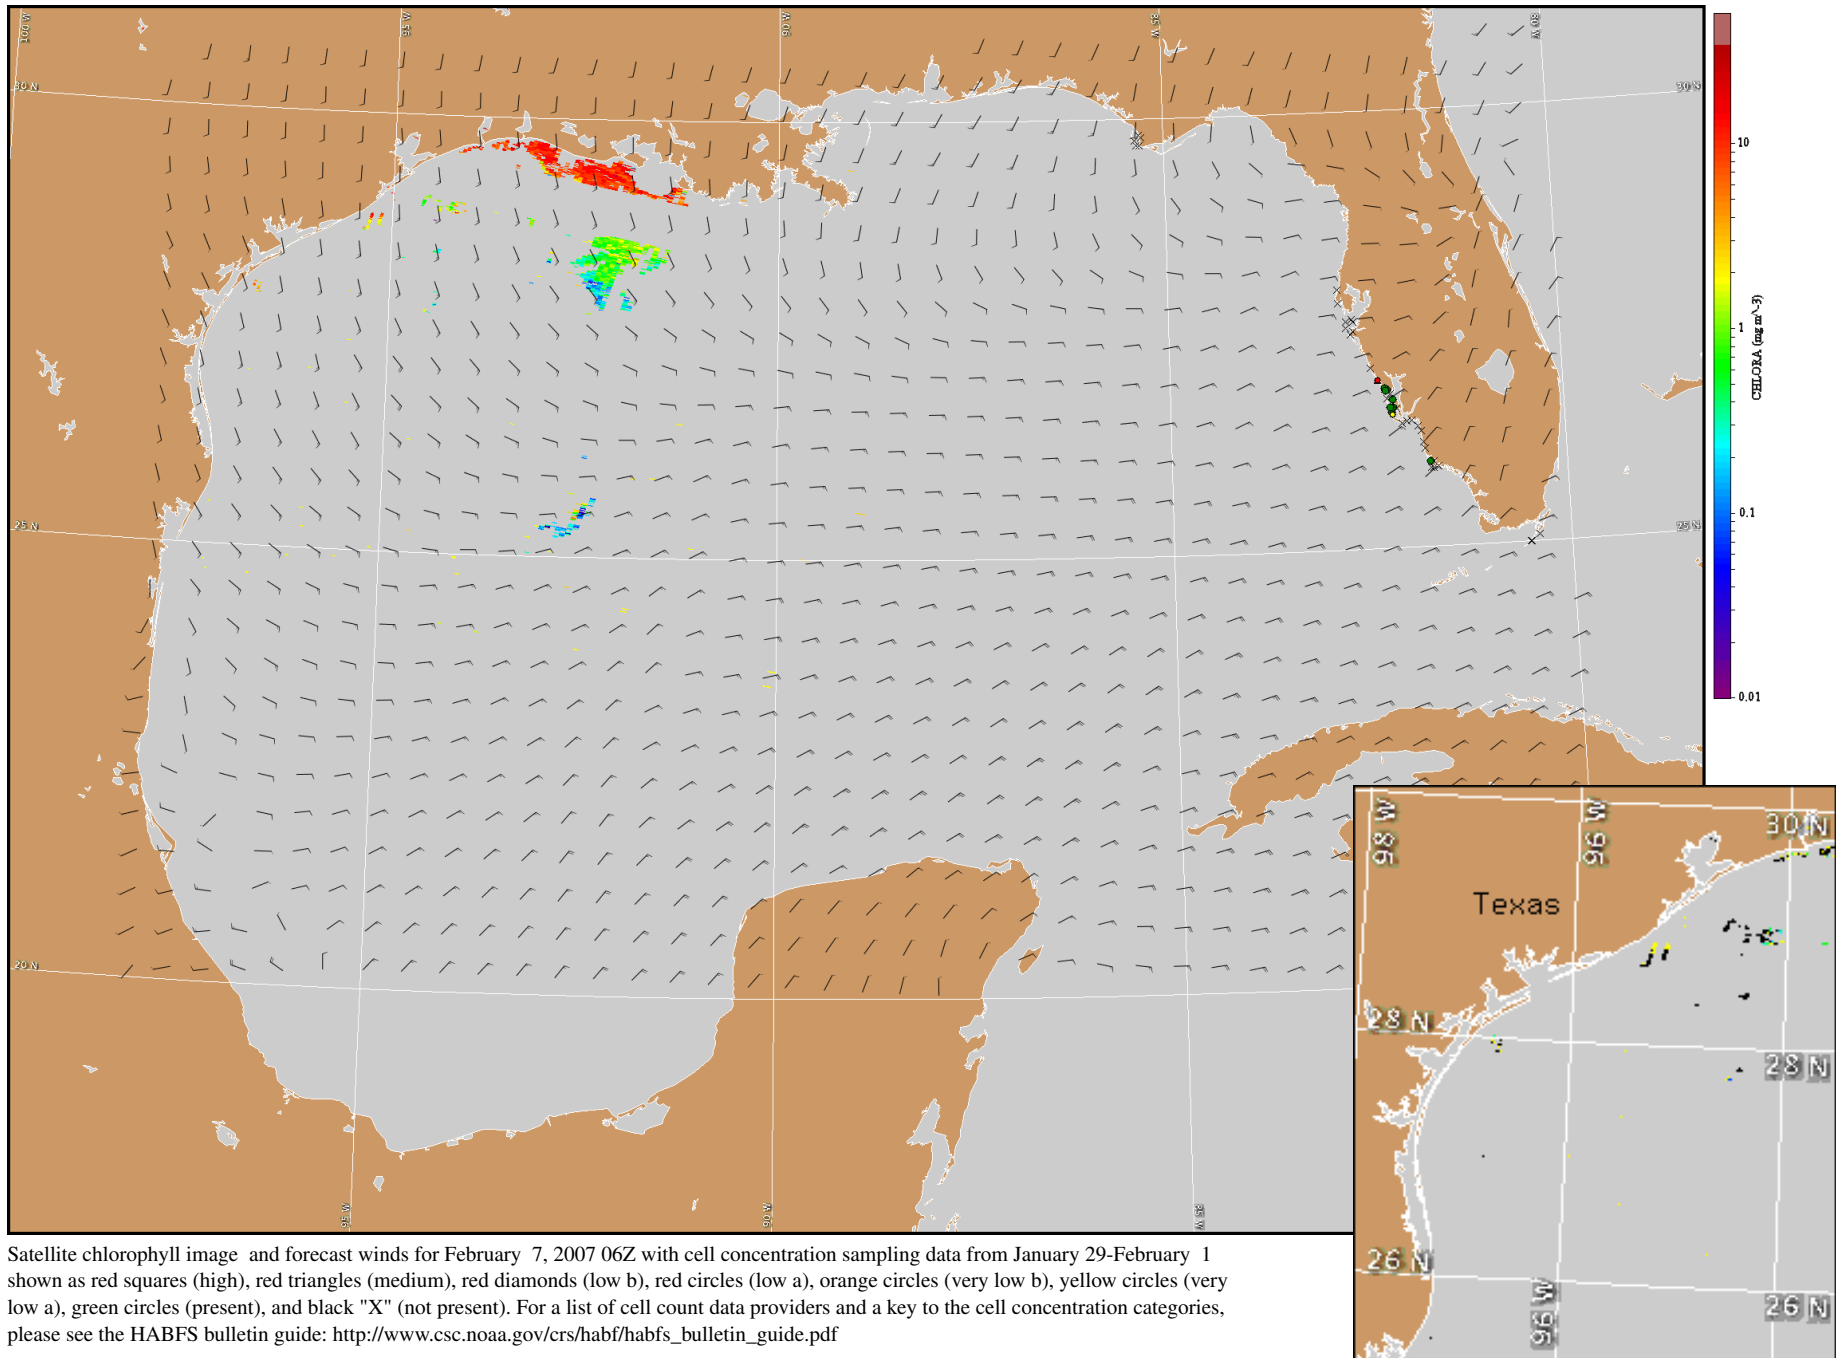 100 W
95 W
90 W
85 W
80 W
30 N
30 N
10
1
CHLORA (mg m^-3)
0.1
25 N
25 N
0.01
20 N
95 W
90 W
85 W
98 W
96 W
30 N
Texas
28 N
28 N
26 N
26 N
96 W
Satellite chlorophyll image and forecast winds for February 7, 2007 06Z with cell concentration sampling data from January 29-February 1
shown as red squares (high), red triangles (medium), red diamonds (low b), red circles (low a), orange circles (very low b), yellow circles (very
low a), green circles (present), and black "X" (not present). For a list of cell count data providers and a key to the cell concentration categories,
please see the HABFS bulletin guide: http://www.csc.noaa.gov/crs/habf/habfs_bulletin_guide.pdf